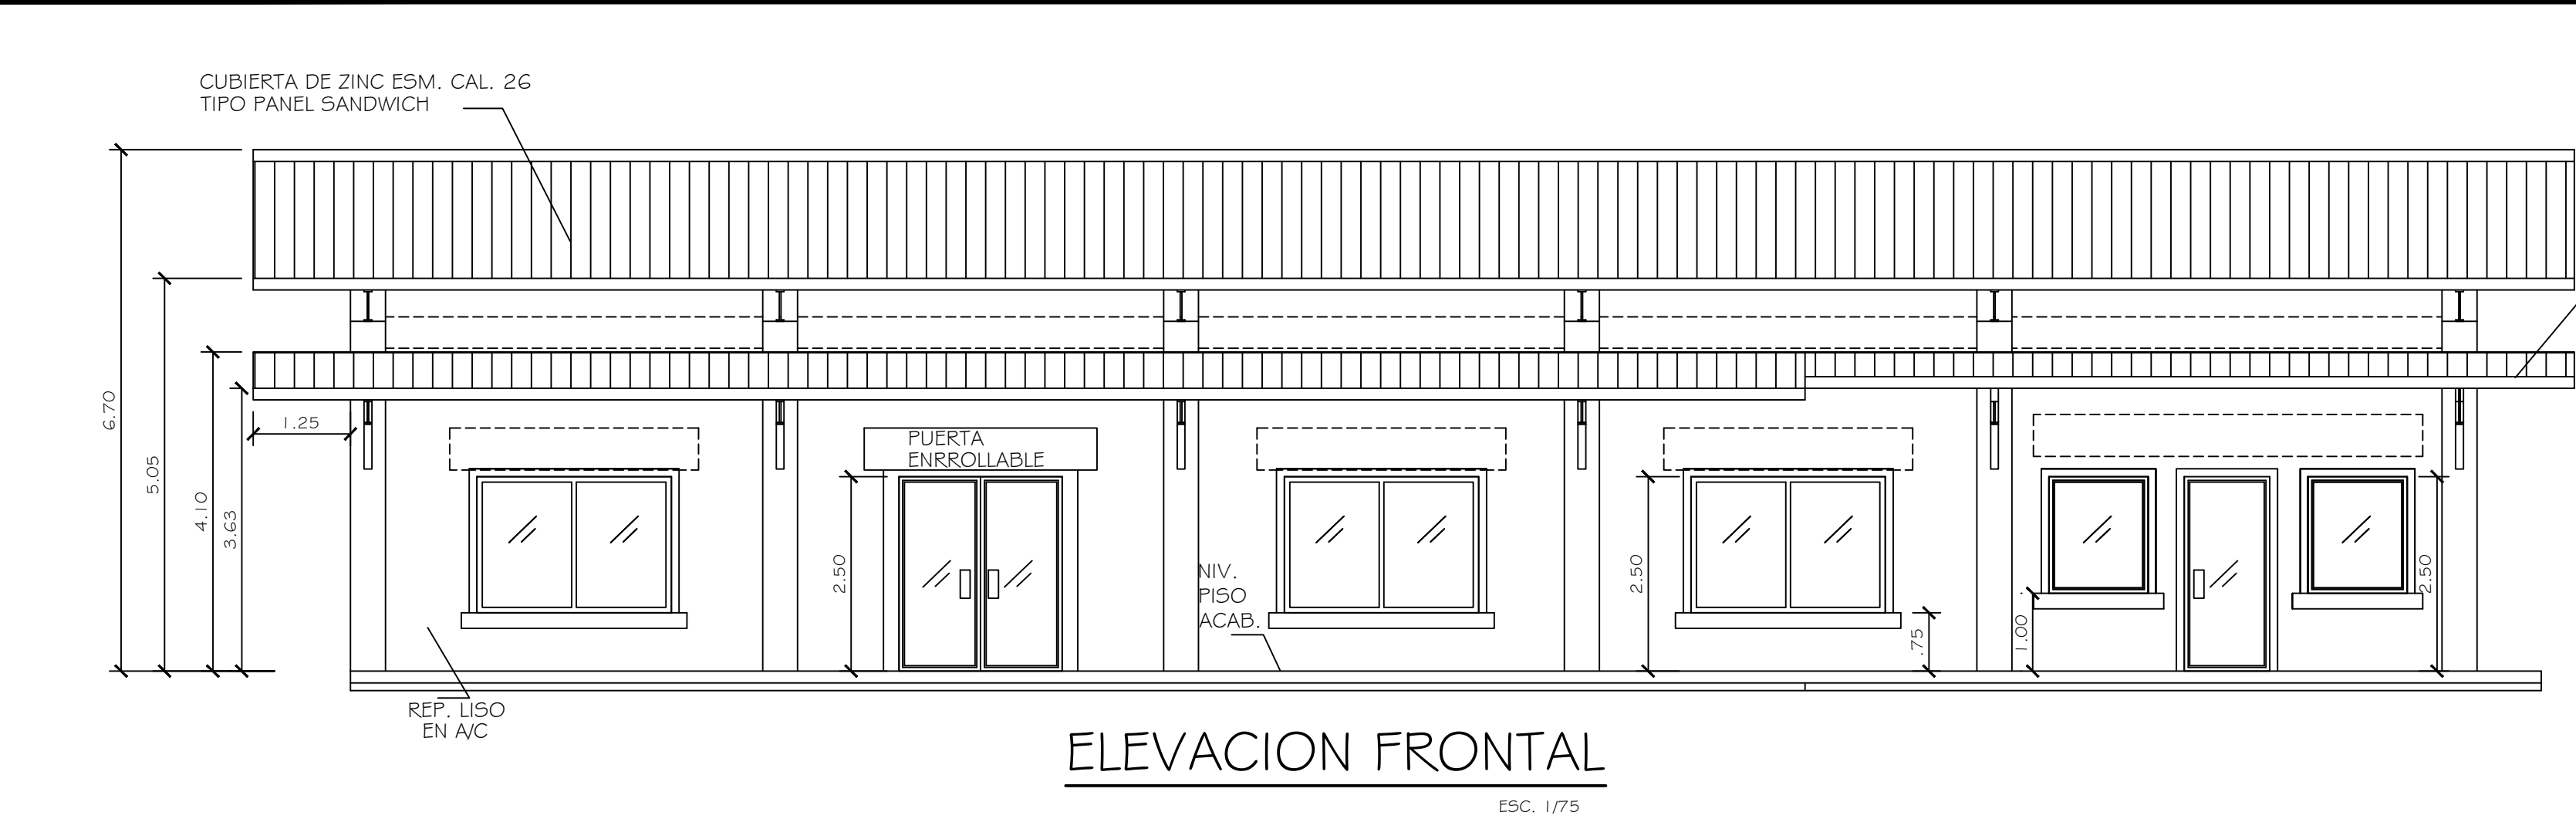 CUBIERTA DE ZINC ESM. CAL. 26
TIPO PANEL SANDWICH
6.70
5.05
4.10
3.63
1.25
PUERTA
ENRROLLABLE
2.50
NIV.
PISO
ACAB.
2.50
.75
1.00
2.50
REP. LISO
EN A/C
ELEVACION FRONTAL
ESC. 1/75